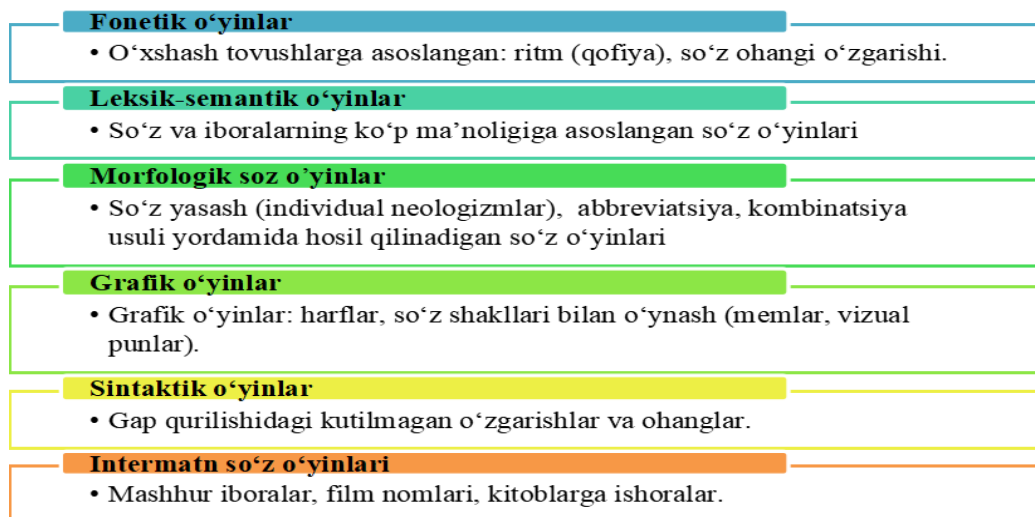 Fonetik o‘yinlar
• O‘xshash tovushlarga asoslangan: ritm (qofiya), so‘z ohangi o‘zgarishi.
Leksik-semantik o‘yinlar
• So‘z va iboralarning ko‘p ma’noligiga asoslangan so‘z o‘yinlari
Morfologik soz o’yinlar
• So‘z yasash (individual neologizmlar), abbreviatsiya, kombinatsiya
usuli yordamida hosil qilinadigan so‘z o‘yinlari
Grafik o‘yinlar
• Grafik o‘yinlar: harflar, so‘z shakllari bilan o‘ynash (memlar, vizual
punlar).
Sintaktik o‘yinlar
• Gap qurilishidagi kutilmagan o‘zgarishlar va ohanglar.
Intermatn so‘z o‘yinlari
• Mashhur iboralar, film nomlari, kitoblarga ishoralar.